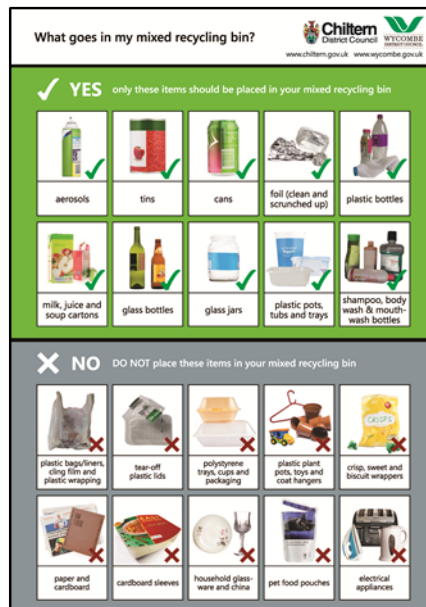 What goes in my mixed recycling bin?
Chiltern
District Council
WYCOMBE
DISTRICT COUNCIL
www.chiltern.gov.uk www.wycombe.gov.uk
YES only these items should be placed in your mixed recycling bin
aerosols
tins
cans
foil (clean and
scrunched up)
plastic bottles
milk, juice and
soup cartons
glass bottles
glass jars
plastic pots,
tubs and trays
shampoo, body
wash & mouth-
wash bottles
NO DO NOT place these items in your mixed recycling bin
CRISPS
plastic bags/liners,
cling film and
plastic wrapping
tear-off
plastic lids
polystyrene
trays, cups and
packaging
plastic plant
pots, toys and
coat hangers
crisp, sweet and
biscuit wrappers
paper and
cardboard
cardboard sleeves
household glass-
ware and china
pet food pouches
electrical
appliances